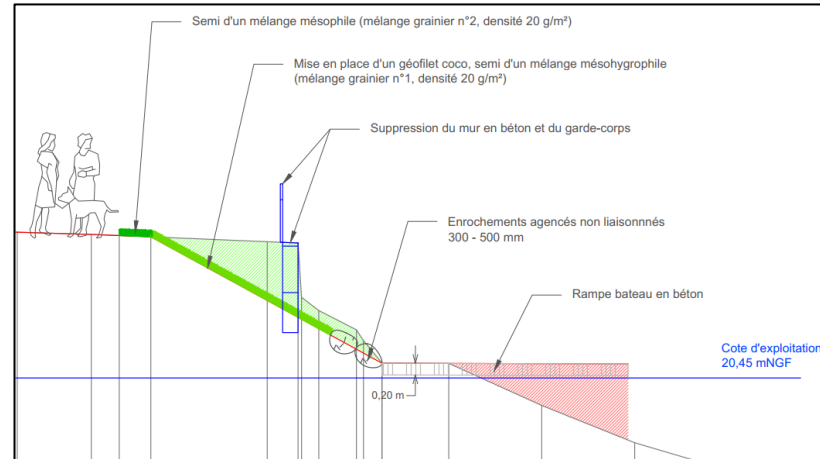 Semi d'un mélange mésophile (mélange grainier n°2, densité 20 g/m²)
Mise en place d'un géofilet coco, semi d'un mélange mésohygrophile
(mélange grainier n°1, densité 20 g/m²)
Suppression du mur en béton et du garde-corps
Enrochements agencés non liaisonnnés
300 - 500 mm
Rampe bateau en béton
Cote d'exploitation
20,45 mNGF
0,20 m